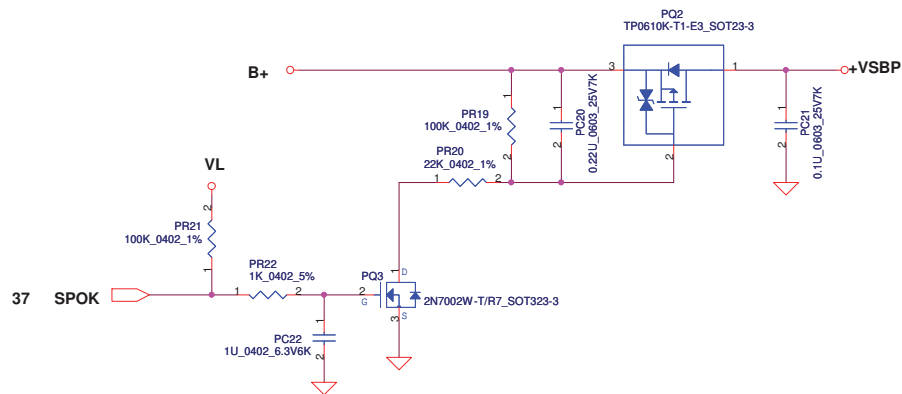 PQ2
TP0610K-T1-E3_SOT23-3
B+
3
1
+VSBP
1
PR19
100K_0402_1%
2
1
PC20
0.22U_0603_25V7K
2
1
PC21
0.1U_0603_25V7K
2
2
PR20
22K_0402_1%
1
2
VL
2
PR21
100K_0402_1%
1
37
SPOK
PR22
1K_0402_5%
1
2
PQ3
1
D
2
G
3
S
2N7002W-T/R7_SOT323-3
1
PC22
1U_0402_6.3V6K
2